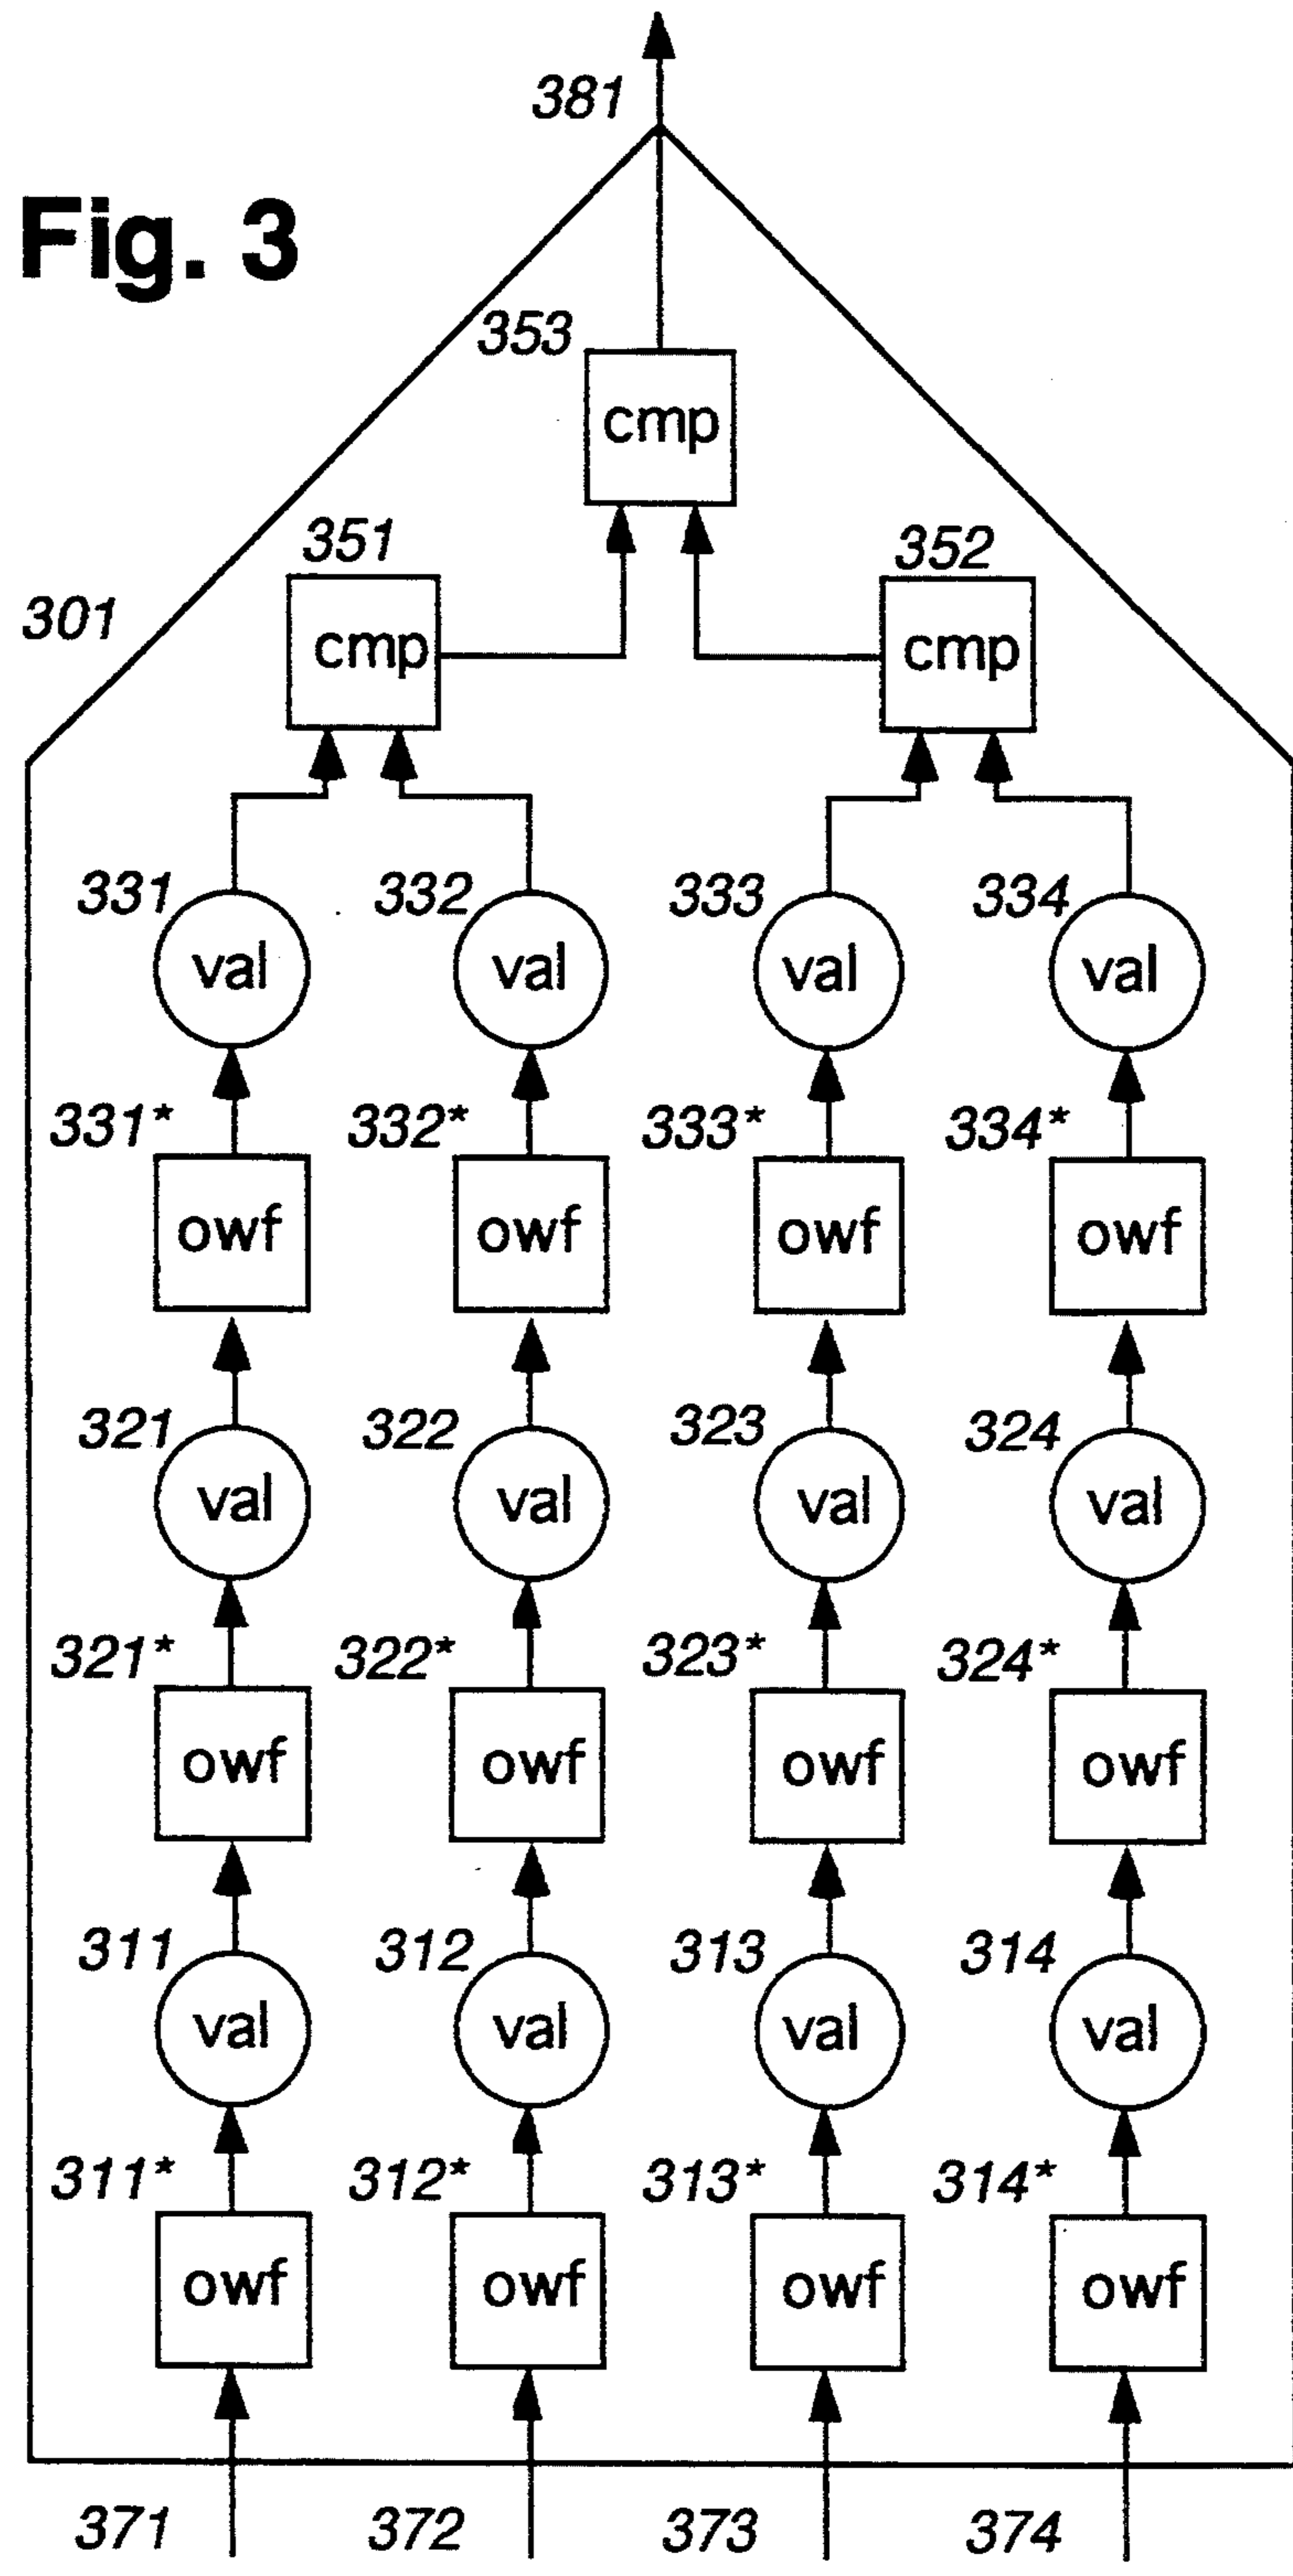 381
Fig. 3
353
cmp
351 352
301
cmp cmp
331 332 333 334
val val val val
331* 332* 333* 334*
owf owf owf owf
321 322 323 324
val val val val
321* 322* 323* 324*
owf owf owf owf
311 312 313 314
val val val val
311* 312* 313* 314*
owf owf owf owf
371 372 373 374